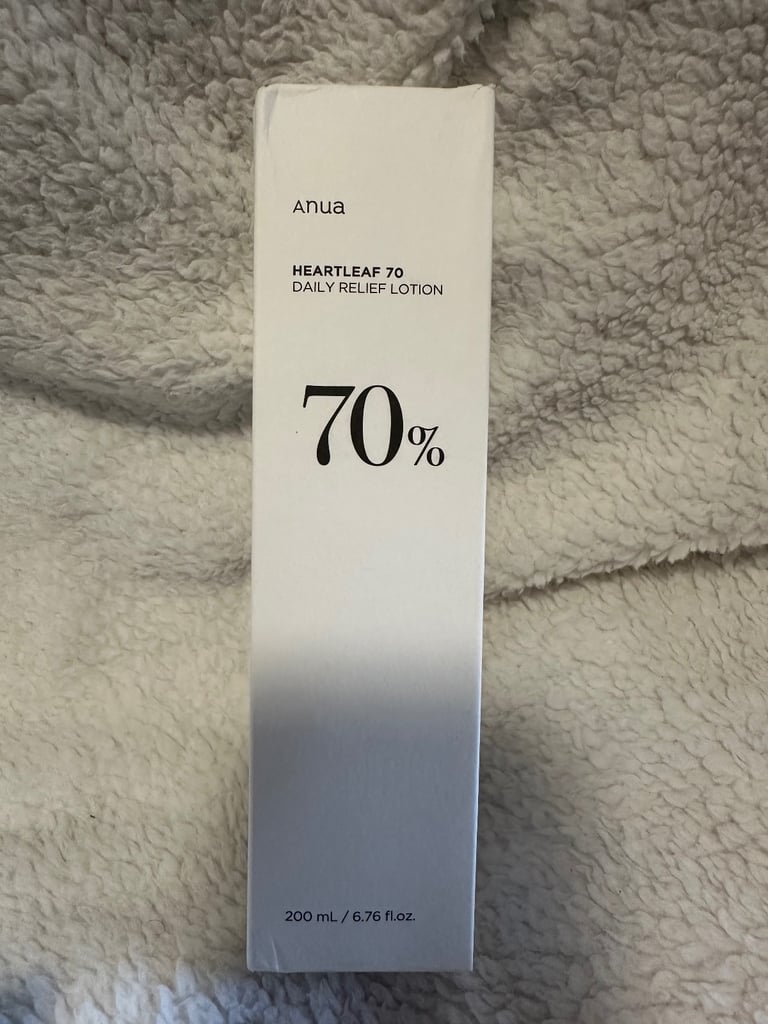 Anua
HEARTLEAF 70
DAILY RELIEF LOTION
70%
200 mL / 6.76 fl.oz.